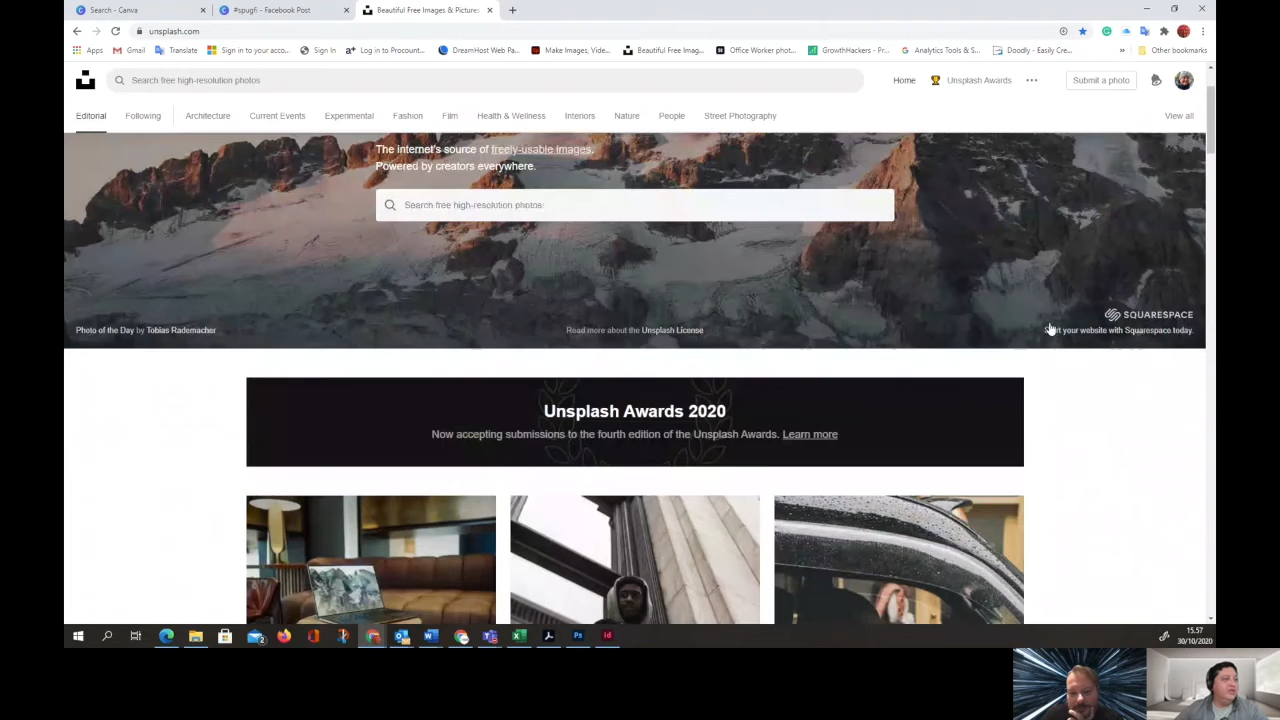 Search - Canva
#spugfi - Facebook Post
Beautiful Free Images & Pictures
unsplash.com
Apps
Gmail
Translate
Sign in to your acco...
Sign In
Log in to Procount...
DreamHost Web Pa...
Make Images, Vide...
Beautiful Free Imag...
Office Worker phot...
GrowthHackers - Pr...
Analytics Tools & S...
Doodly - Easily Cre...
Other bookmarks
Search free high-resolution photos
Home
Unsplash Awards
Submit a photo
Editorial
Following
Architecture
Current Events
Experimental
Fashion
Film
Health & Wellness
Interiors
Nature
People
Street Photography
View all
The internet's source of freely-usable images.
Powered by creators everywhere.
Search free high-resolution photos
SQUARESPACE
Photo of the Day by Tobias Rademacher
Read more about the Unsplash License
your website with Squarespace today.
Unsplash Awards 2020
Now accepting submissions to the fourth edition of the Unsplash Awards. Learn more
15.57
30/10/2020